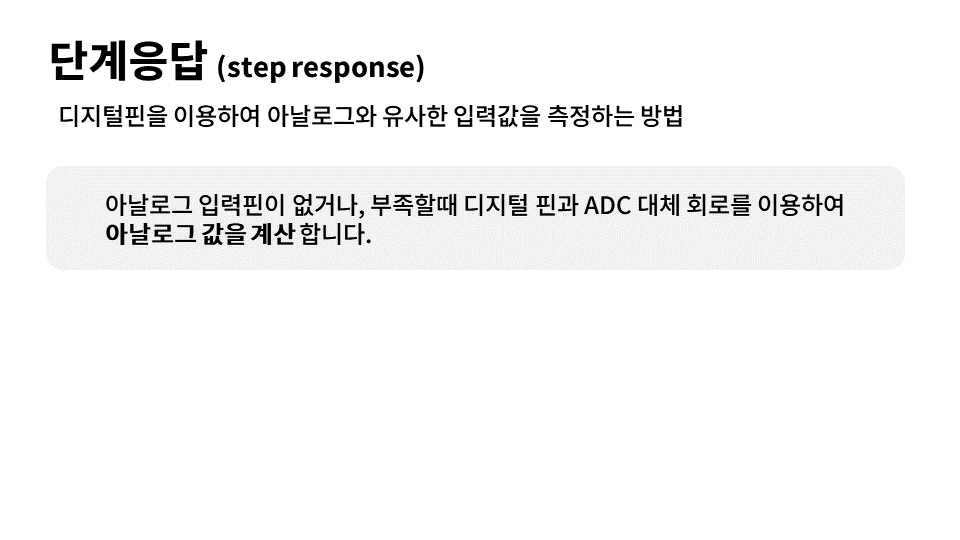 단계응답 (step response)
디지털핀을 이용하여 아날로그와 유사한 입력값을 측정하는 방법
아날로그 입력핀이 없거나, 부족할때 디지털 핀과 ADC 대체 회로를 이용하여
아날로그 값을 계산합니다.